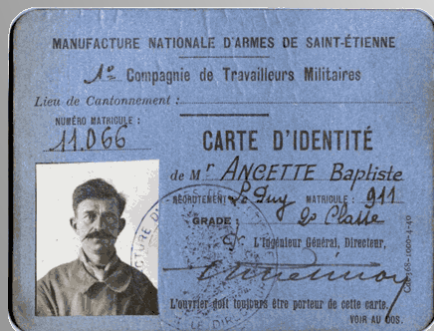 MANUFACTURE NATIONALE D'ARMES DE SAINT-ÉTIENNE
1e Compagnie de Travailleurs Militaires
Lieu de Cantonnement :
NUMÉRO MATRICULE :
11.066
CARTE D'IDENTITÉ
de Mr ANCETTE Baptiste
RECRUTEMENT Le Puy MATRICULE : 911
GRADE : 2e Classe
L'Ingénieur Général, Directeur,
L'ouvrier doit toujours être porteur de cette carte.
VOIR AU DOS.